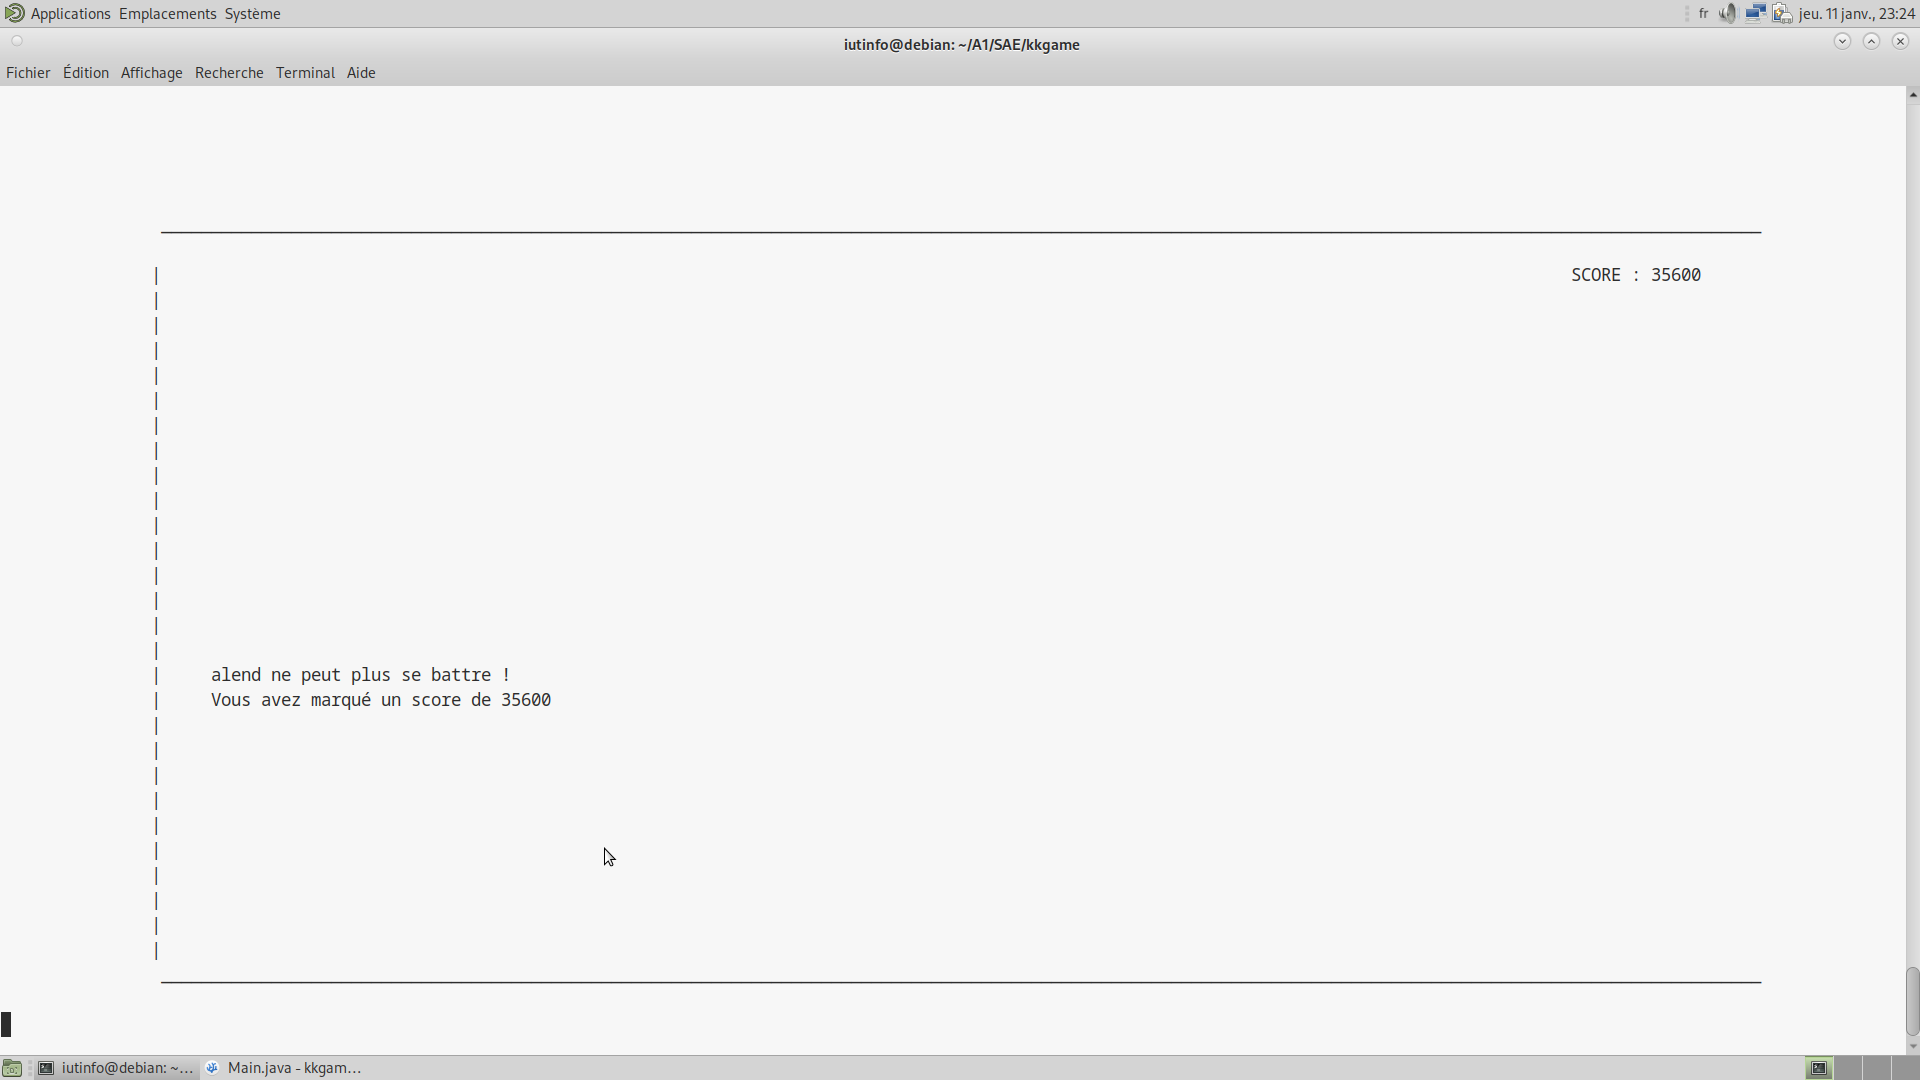 Applications Emplacements Système
fr jeu. 11 janv., 23:24
iutinfo@debian: ~/A1/SAE/kkgame
Fichier Édition Affichage Recherche Terminal Aide
SCORE : 35600
alend ne peut plus se battre !
Vous avez marqué un score de 35600
iutinfo@debian: ~... Main.java - kkgam...